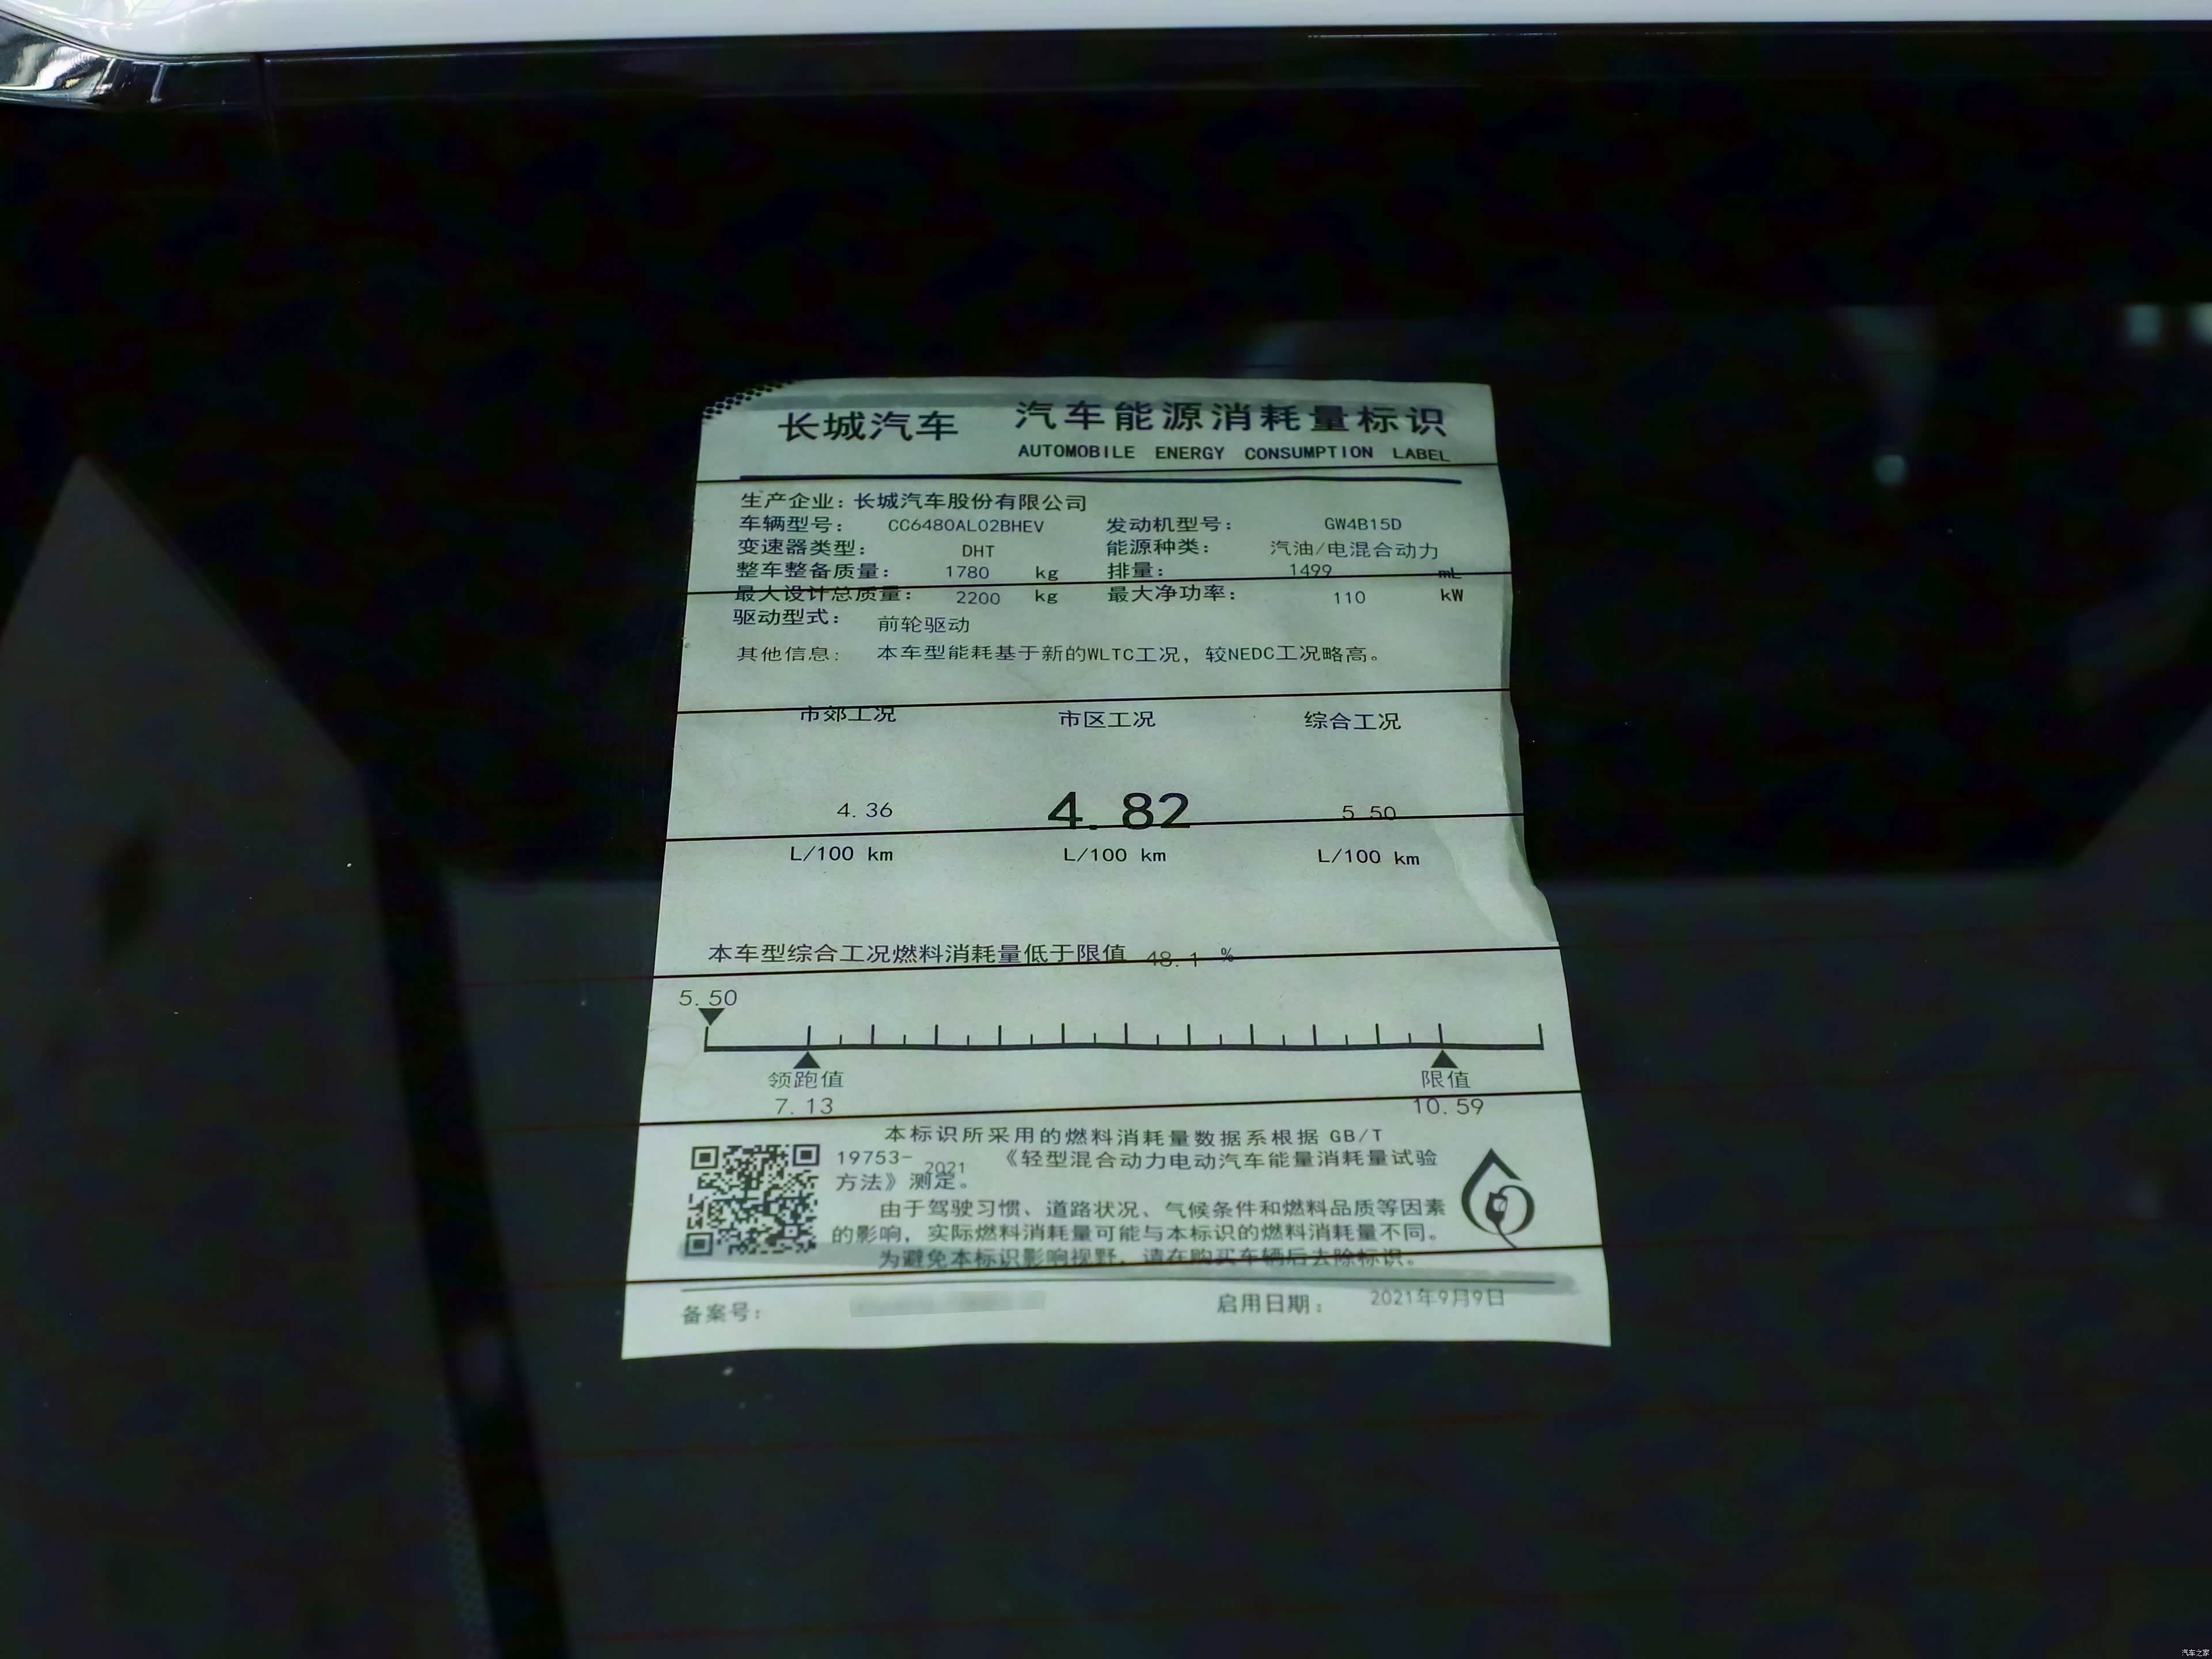 长城汽车 汽车能源消耗量标识
AUTOMOBILE ENERGY CONSUMPTION LABEL
生产企业：长城汽车股份有限公司
车辆型号： CC6480AL02BHEV 发动机型号： GW4B15D
变速器类型： DHT 能源种类： 汽油/电混合动力
整车整备质量： 1780 kg 排量： 1499 mL
最大设计总质量： 2200 kg 最大净功率： 110 kW
驱动型式： 前轮驱动
其他信息： 本车型能耗基于新的WLTC工况，较NEDC工况略高。
市郊工况 市区工况 综合工况
4.36 4.82 5.50
L/100 km L/100 km L/100 km
本车型综合工况燃料消耗量低于限值 48.1 %
5.50
领跑值 限值
7.13 10.59
本标识所采用的燃料消耗量数据系根据 GB/T
19753- 2021 《轻型混合动力电动汽车能量消耗量试验
方法》测定。
由于驾驶习惯、道路状况、气候条件和燃料品质等因素
的影响，实际燃料消耗量可能与本标识的燃料消耗量不同。
为避免本标识影响视野，请在购买车辆后去除标识。
备案号： 启用日期： 2021年9月9日
汽车之家